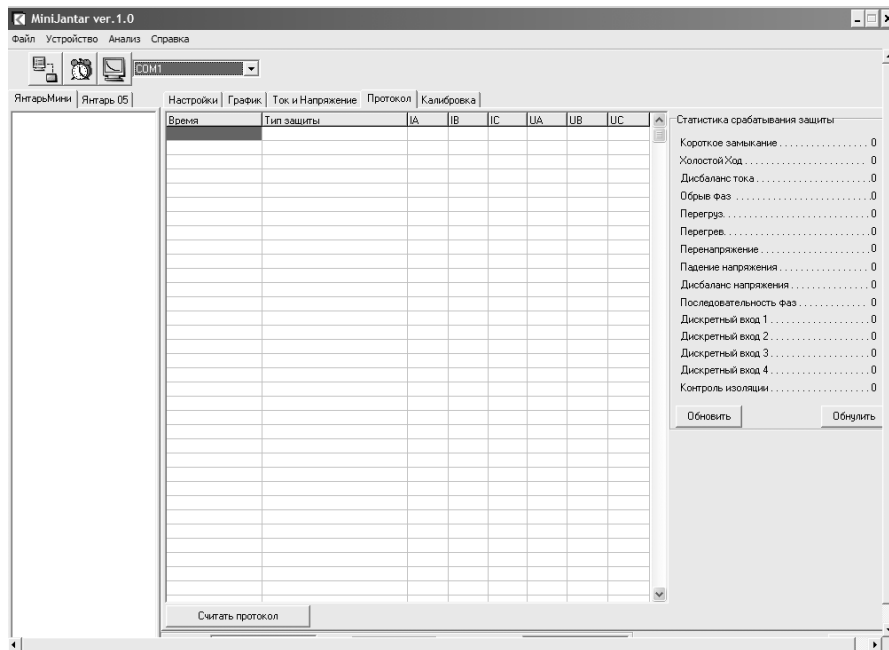 MiniJantar ver.1.0
Файл Устройство Анализ Справка
COM1
ЯнтарьМини Янтарь 05
Настройки График Ток и Напряжение Протокол Калибровка
Время Тип защиты IA IB IC UA UB UC
Статистика срабатывания защиты
Короткое замыкание . . . . . . . . . . . . . . . . 0
Холостой Ход . . . . . . . . . . . . . . . . . . . . . 0
Дисбаланс тока . . . . . . . . . . . . . . . . . . . .0
Обрыв Фаз . . . . . . . . . . . . . . . . . . . . . . .0
Перегруз. . . . . . . . . . . . . . . . . . . . . . . . . .0
Перегрев. . . . . . . . . . . . . . . . . . . . . . . . . .0
Перенапряжение . . . . . . . . . . . . . . . . . . . 0
Падение напряжения . . . . . . . . . . . . . . . . 0
Дисбаланс напряжения . . . . . . . . . . . . . . 0
Последовательность фаз . . . . . . . . . . . . 0
Дискретный вход 1 . . . . . . . . . . . . . . . . . .0
Дискретный вход 2 . . . . . . . . . . . . . . . . . .0
Дискретный вход 3 . . . . . . . . . . . . . . . . . .0
Дискретный вход 4 . . . . . . . . . . . . . . . . . .0
Контроль изоляции . . . . . . . . . . . . . . . . . .0
Обновить Обнулить
Считать протокол